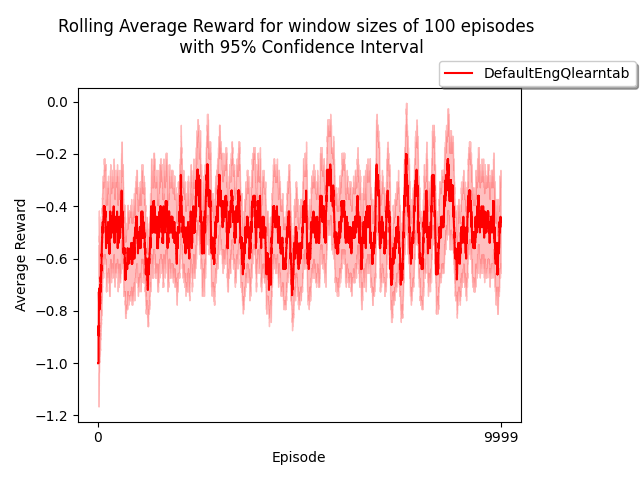 Rolling Average Reward for window sizes of 100 episodes
with 95% Confidence Interval
DefaultEngQlearntab
0.0
−0.2
−0.4
−0.6
−0.8
−1.0
−1.2
Average Reward
0
9999
Episode